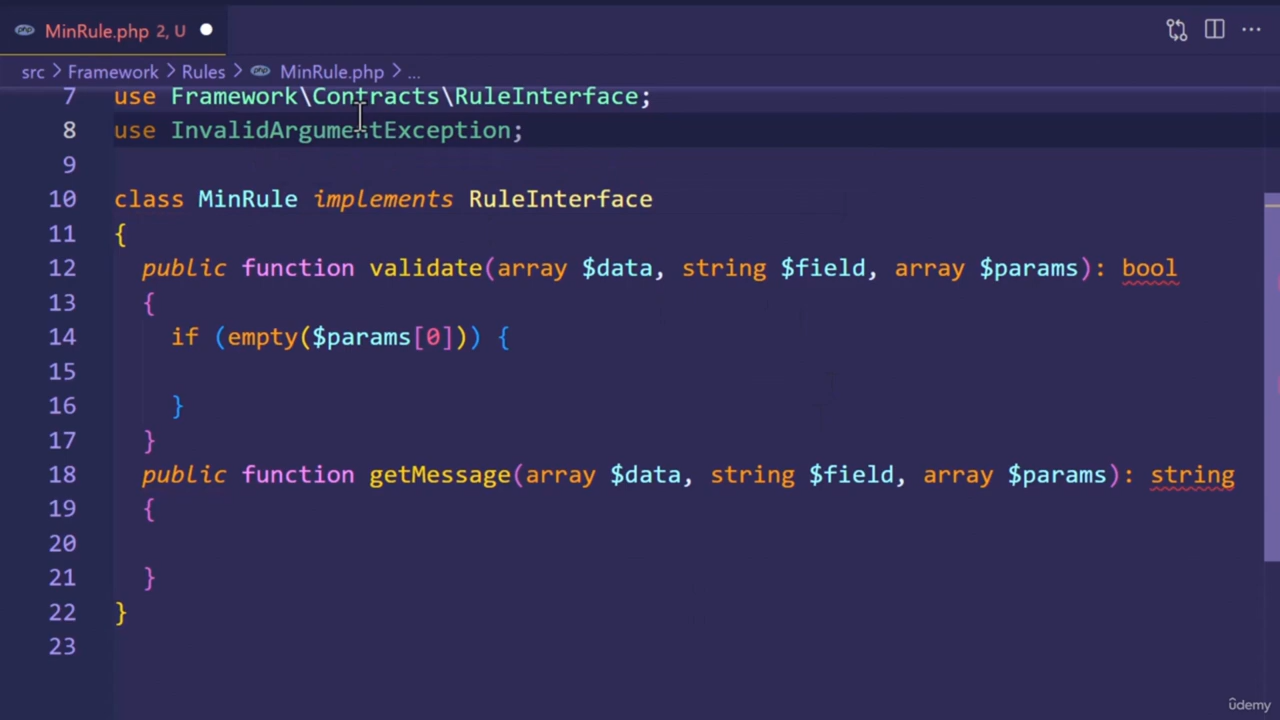 MinRule.php 2, U
src > Framework > Rules > MinRule.php > ...
7 use Framework\Contracts\RuleInterface;
8 use InvalidArgumentException;
9
10 class MinRule implements RuleInterface
11 {
12 public function validate(array $data, string $field, array $params): bool
13 {
14 if (empty($params[0])) {
15
16 }
17 }
18 public function getMessage(array $data, string $field, array $params): string
19 {
20
21 }
22 }
23
ûdemy